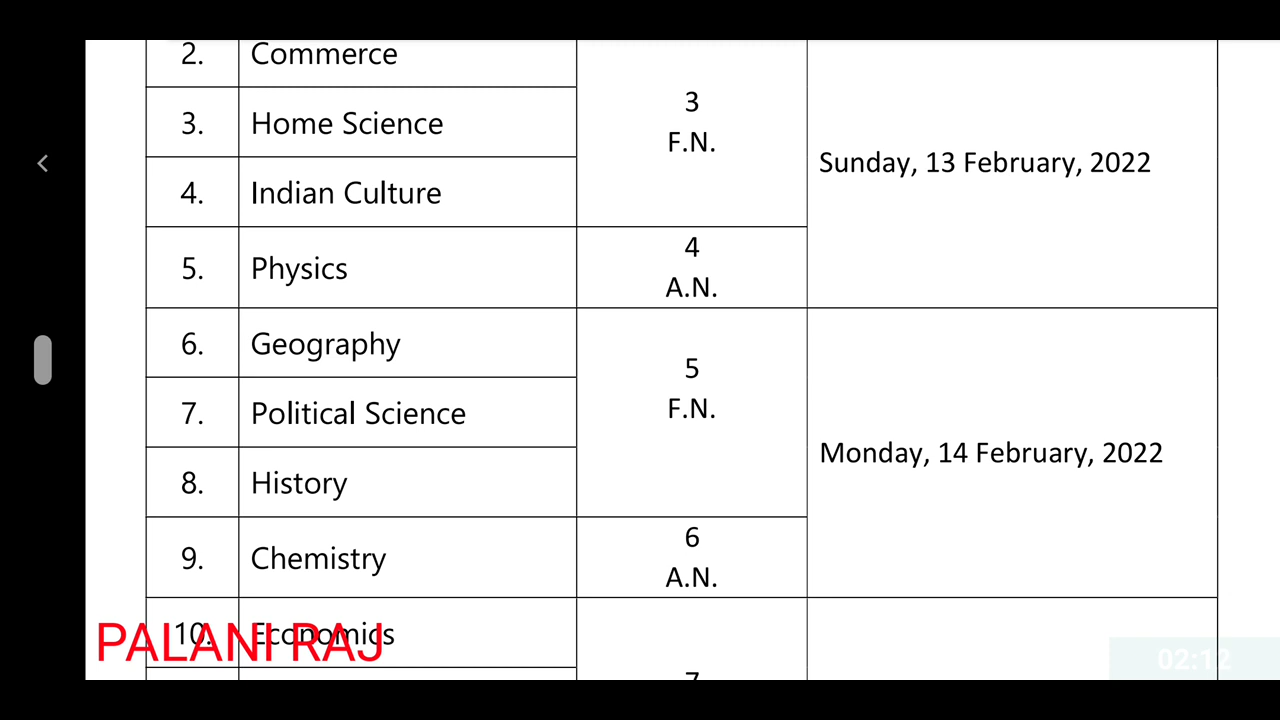 2. Commerce
3
F.N.
Sunday, 13 February, 2022
3. Home Science
4. Indian Culture
5. Physics
4
A.N.
6. Geography
5
F.N.
Monday, 14 February, 2022
7. Political Science
8. History
9. Chemistry
6
A.N.
10. Economics
7
PALANI RAJ
02:12